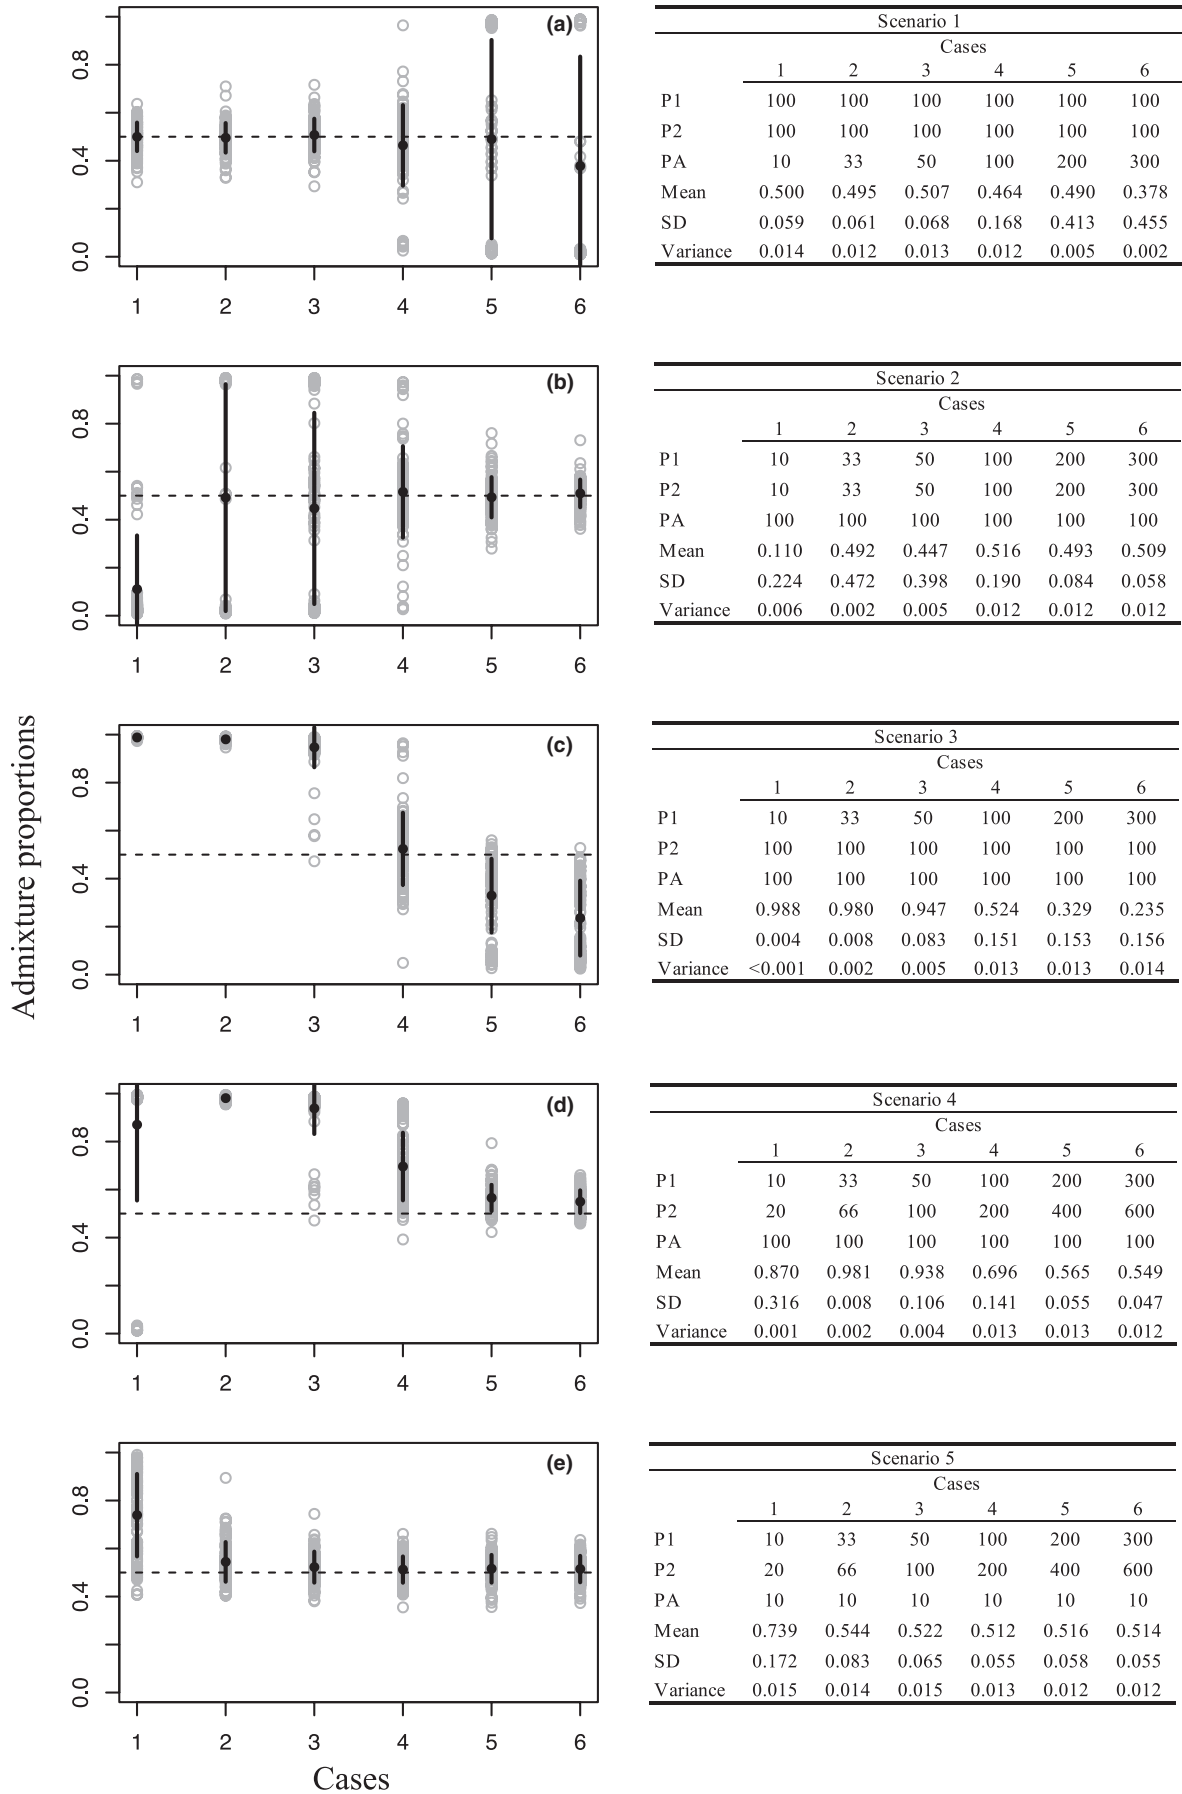 Admixture proportions
(a)
0.8
0.4
0.0
1 2 3 4 5 6
Scenario 1
Cases
1 2 3 4 5 6
P1 100 100 100 100 100 100
P2 100 100 100 100 100 100
PA 10 33 50 100 200 300
Mean 0.500 0.495 0.507 0.464 0.490 0.378
SD 0.059 0.061 0.068 0.168 0.413 0.455
Variance 0.014 0.012 0.013 0.012 0.005 0.002
(b)
0.8
0.4
0.0
1 2 3 4 5 6
Scenario 2
Cases
1 2 3 4 5 6
P1 10 33 50 100 200 300
P2 10 33 50 100 200 300
PA 100 100 100 100 100 100
Mean 0.110 0.492 0.447 0.516 0.493 0.509
SD 0.224 0.472 0.398 0.190 0.084 0.058
Variance 0.006 0.002 0.005 0.012 0.012 0.012
(c)
0.8
0.4
0.0
1 2 3 4 5 6
Scenario 3
Cases
1 2 3 4 5 6
P1 10 33 50 100 200 300
P2 100 100 100 100 100 100
PA 100 100 100 100 100 100
Mean 0.988 0.980 0.947 0.524 0.329 0.235
SD 0.004 0.008 0.083 0.151 0.153 0.156
Variance <0.001 0.002 0.005 0.013 0.013 0.014
(d)
0.8
0.4
0.0
1 2 3 4 5 6
Scenario 4
Cases
1 2 3 4 5 6
P1 10 33 50 100 200 300
P2 20 66 100 200 400 600
PA 100 100 100 100 100 100
Mean 0.870 0.981 0.938 0.696 0.565 0.549
SD 0.316 0.008 0.106 0.141 0.055 0.047
Variance 0.001 0.002 0.004 0.013 0.013 0.012
(e)
0.8
0.4
0.0
1 2 3 4 5 6
Cases
Scenario 5
Cases
1 2 3 4 5 6
P1 10 33 50 100 200 300
P2 20 66 100 200 400 600
PA 10 10 10 10 10 10
Mean 0.739 0.544 0.522 0.512 0.516 0.514
SD 0.172 0.083 0.065 0.055 0.058 0.055
Variance 0.015 0.014 0.015 0.013 0.012 0.012